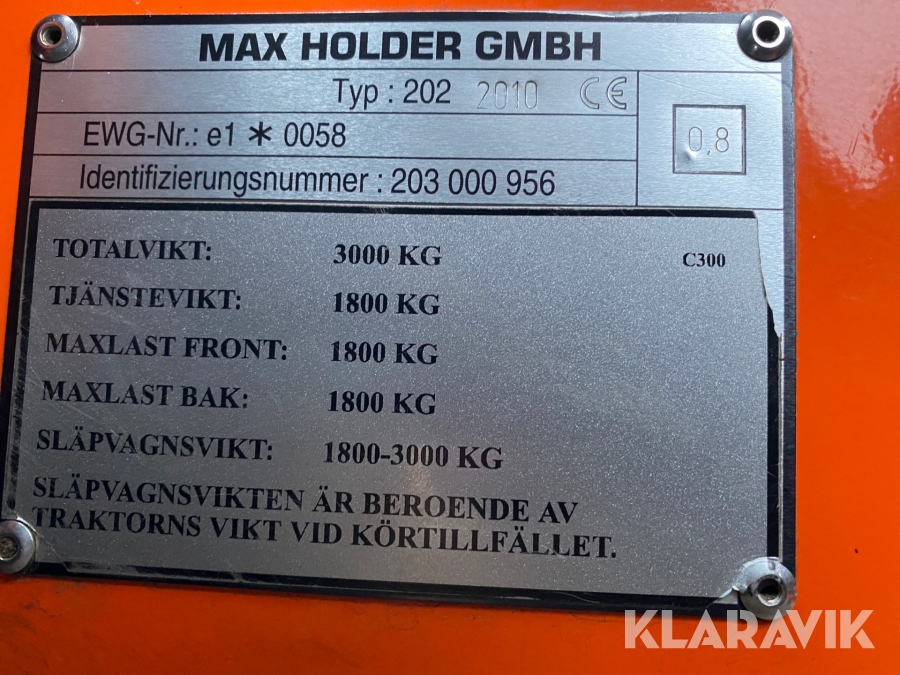 MAX HOLDER GMBH
Typ : 202 2010 CE
0,8
EWG-Nr.: e1 * 0058
Identifizierungsnummer : 203 000 956
TOTALVIKT: 3000 KG C300
TJÄNSTEVIKT: 1800 KG
MAXLAST FRONT: 1800 KG
MAXLAST BAK: 1800 KG
SLÄPVAGNSVIKT: 1800-3000 KG
SLÄPVAGNSVIKTEN ÄR BEROENDE AV
TRAKTORNS VIKT VID KÖRTILLFÄLLET.
KLARAVIK